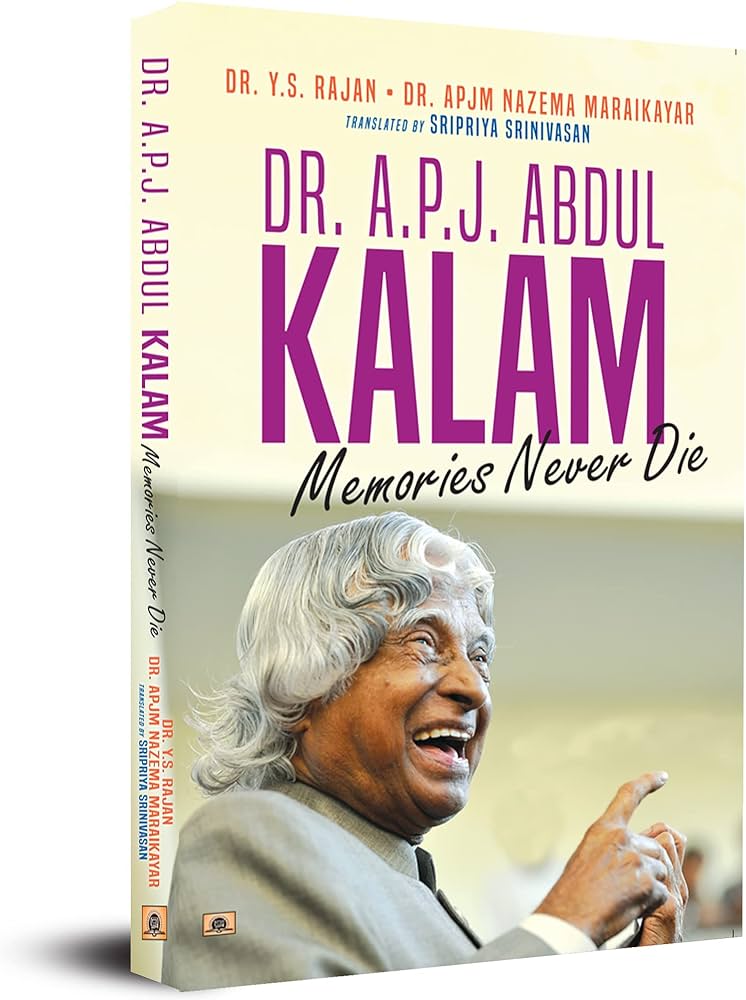 DR. Y.S. RAJAN • DR. APJM NAZEMA MARAIKAYAR
TRANSLATED BY SRIPRIYA SRINIVASAN
DR. A.P.J. ABDUL
KALAM
Memories Never Die
DR. A.P.J. ABDUL KALAM Memories Never Die
DR. Y.S. RAJAN
DR. APJM NAZEMA MARAIKAYAR
TRANSLATED BY SRIPRIYA SRINIVASAN